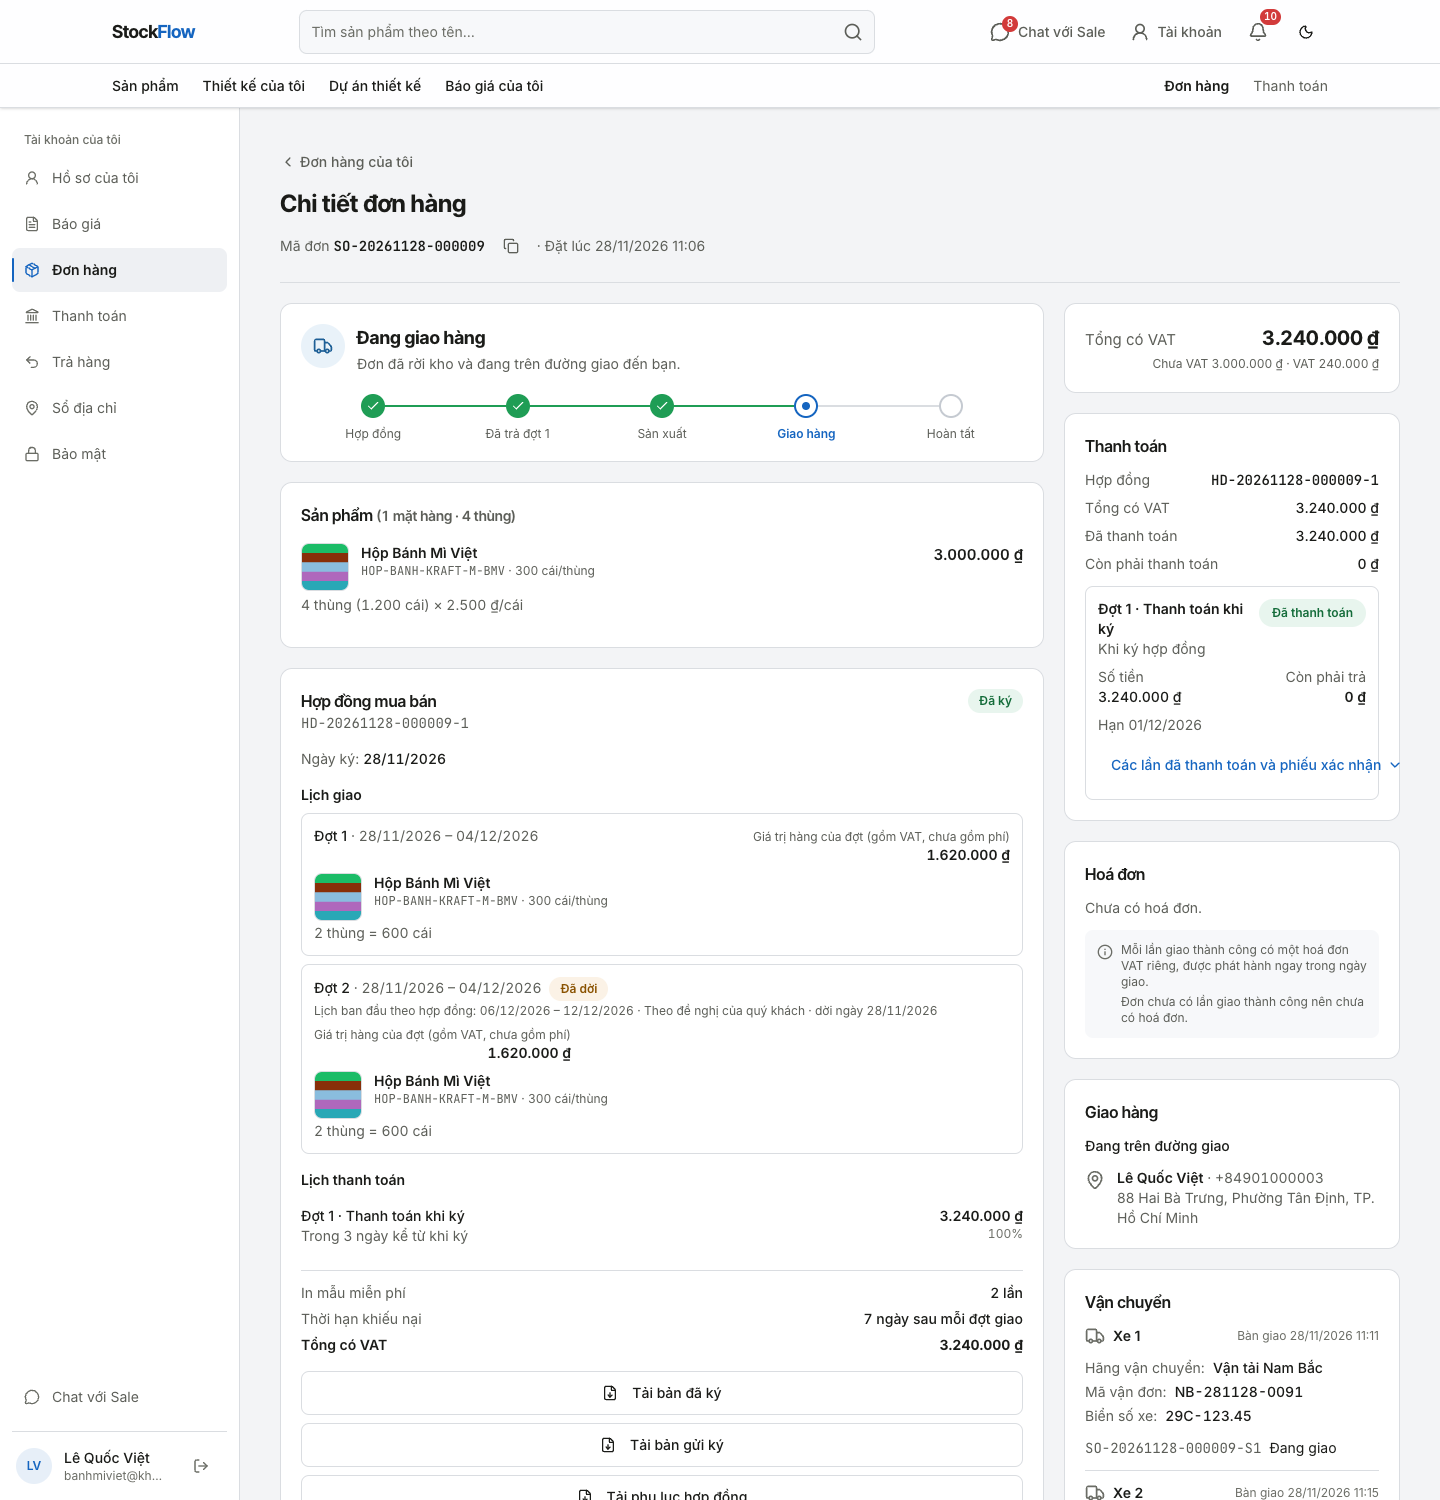 StockFlow
Tìm sản phẩm theo tên...
8
Chat với Sale
Tài khoản
10
Sản phẩm
Thiết kế của tôi
Dự án thiết kế
Báo giá của tôi
Đơn hàng
Thanh toán
Tài khoản của tôi
Hồ sơ của tôi
Báo giá
Đơn hàng
Thanh toán
Trả hàng
Sổ địa chỉ
Bảo mật
Chat với Sale
LV
Lê Quốc Việt
banhmiviet@kh...
Đơn hàng của tôi
Chi tiết đơn hàng
Mã đơn SO-20261128-000009 · Đặt lúc 28/11/2026 11:06
Đang giao hàng
Đơn đã rời kho và đang trên đường giao đến bạn.
Hợp đồng
Đã trả đợt 1
Sản xuất
Giao hàng
Hoàn tất
Sản phẩm (1 mặt hàng · 4 thùng)
Hộp Bánh Mì Việt
3.000.000 ₫
HOP-BANH-KRAFT-M-BMV · 300 cái/thùng
4 thùng (1.200 cái) × 2.500 ₫/cái
Hợp đồng mua bán
Đã ký
HD-20261128-000009-1
Ngày ký: 28/11/2026
Lịch giao
Đợt 1 · 28/11/2026 – 04/12/2026
Giá trị hàng của đợt (gồm VAT, chưa gồm phí)
1.620.000 ₫
Hộp Bánh Mì Việt
HOP-BANH-KRAFT-M-BMV · 300 cái/thùng
2 thùng = 600 cái
Đợt 2 · 28/11/2026 – 04/12/2026 Đã dời
Lịch ban đầu theo hợp đồng: 06/12/2026 – 12/12/2026 · Theo đề nghị của quý khách · dời ngày 28/11/2026
Giá trị hàng của đợt (gồm VAT, chưa gồm phí)
1.620.000 ₫
Hộp Bánh Mì Việt
HOP-BANH-KRAFT-M-BMV · 300 cái/thùng
2 thùng = 600 cái
Lịch thanh toán
Đợt 1 · Thanh toán khi ký
3.240.000 ₫
Trong 3 ngày kể từ khi ký
100%
In mẫu miễn phí
2 lần
Thời hạn khiếu nại
7 ngày sau mỗi đợt giao
Tổng có VAT
3.240.000 ₫
Tải bản đã ký
Tải bản gửi ký
Tải phụ lục hợp đồng
Tổng có VAT
3.240.000 ₫
Chưa VAT 3.000.000 ₫ · VAT 240.000 ₫
Thanh toán
Hợp đồng
HD-20261128-000009-1
Tổng có VAT
3.240.000 ₫
Đã thanh toán
3.240.000 ₫
Còn phải thanh toán
0 ₫
Đợt 1 · Thanh toán khi
ký
Đã thanh toán
Khi ký hợp đồng
Số tiền
Còn phải trả
3.240.000 ₫
0 ₫
Hạn 01/12/2026
Các lần đã thanh toán và phiếu xác nhận
Hoá đơn
Chưa có hoá đơn.
Mỗi lần giao thành công có một hoá đơn
VAT riêng, được phát hành ngay trong ngày
giao.
Đơn chưa có lần giao thành công nên chưa
có hoá đơn.
Giao hàng
Đang trên đường giao
Lê Quốc Việt · +84901000003
88 Hai Bà Trưng, Phường Tân Định, TP.
Hồ Chí Minh
Vận chuyển
Xe 1
Bàn giao 28/11/2026 11:11
Hãng vận chuyển: Vận tải Nam Bắc
Mã vận đơn: NB-281128-0091
Biển số xe: 29C-123.45
SO-20261128-000009-S1 Đang giao
Xe 2
Bàn giao 28/11/2026 11:15